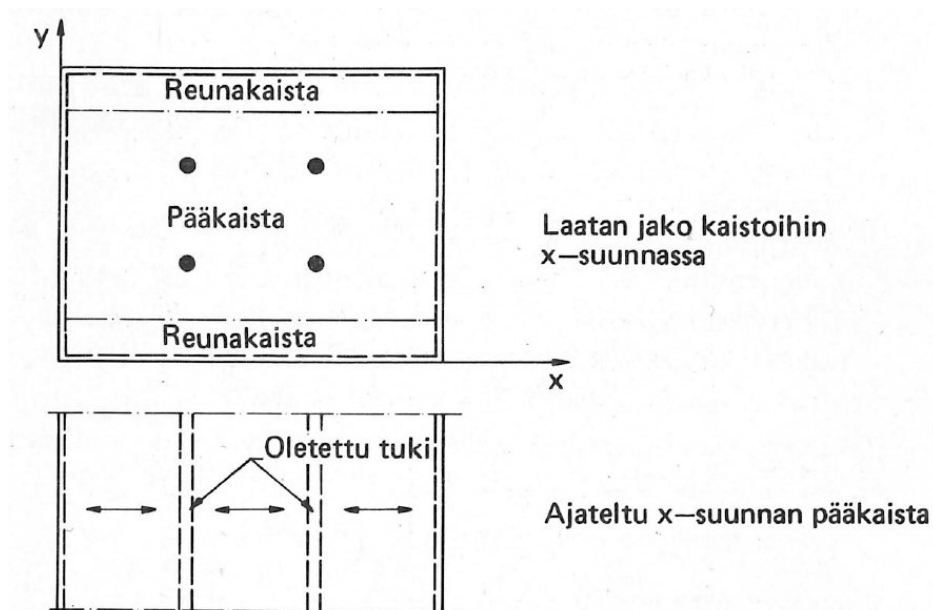 y
Reunakaista
Pääkaista
Laatan jako kaistoihin
x–suunnassa
Reunakaista
x
Oletettu tuki
Ajateltu x–suunnan pääkaista